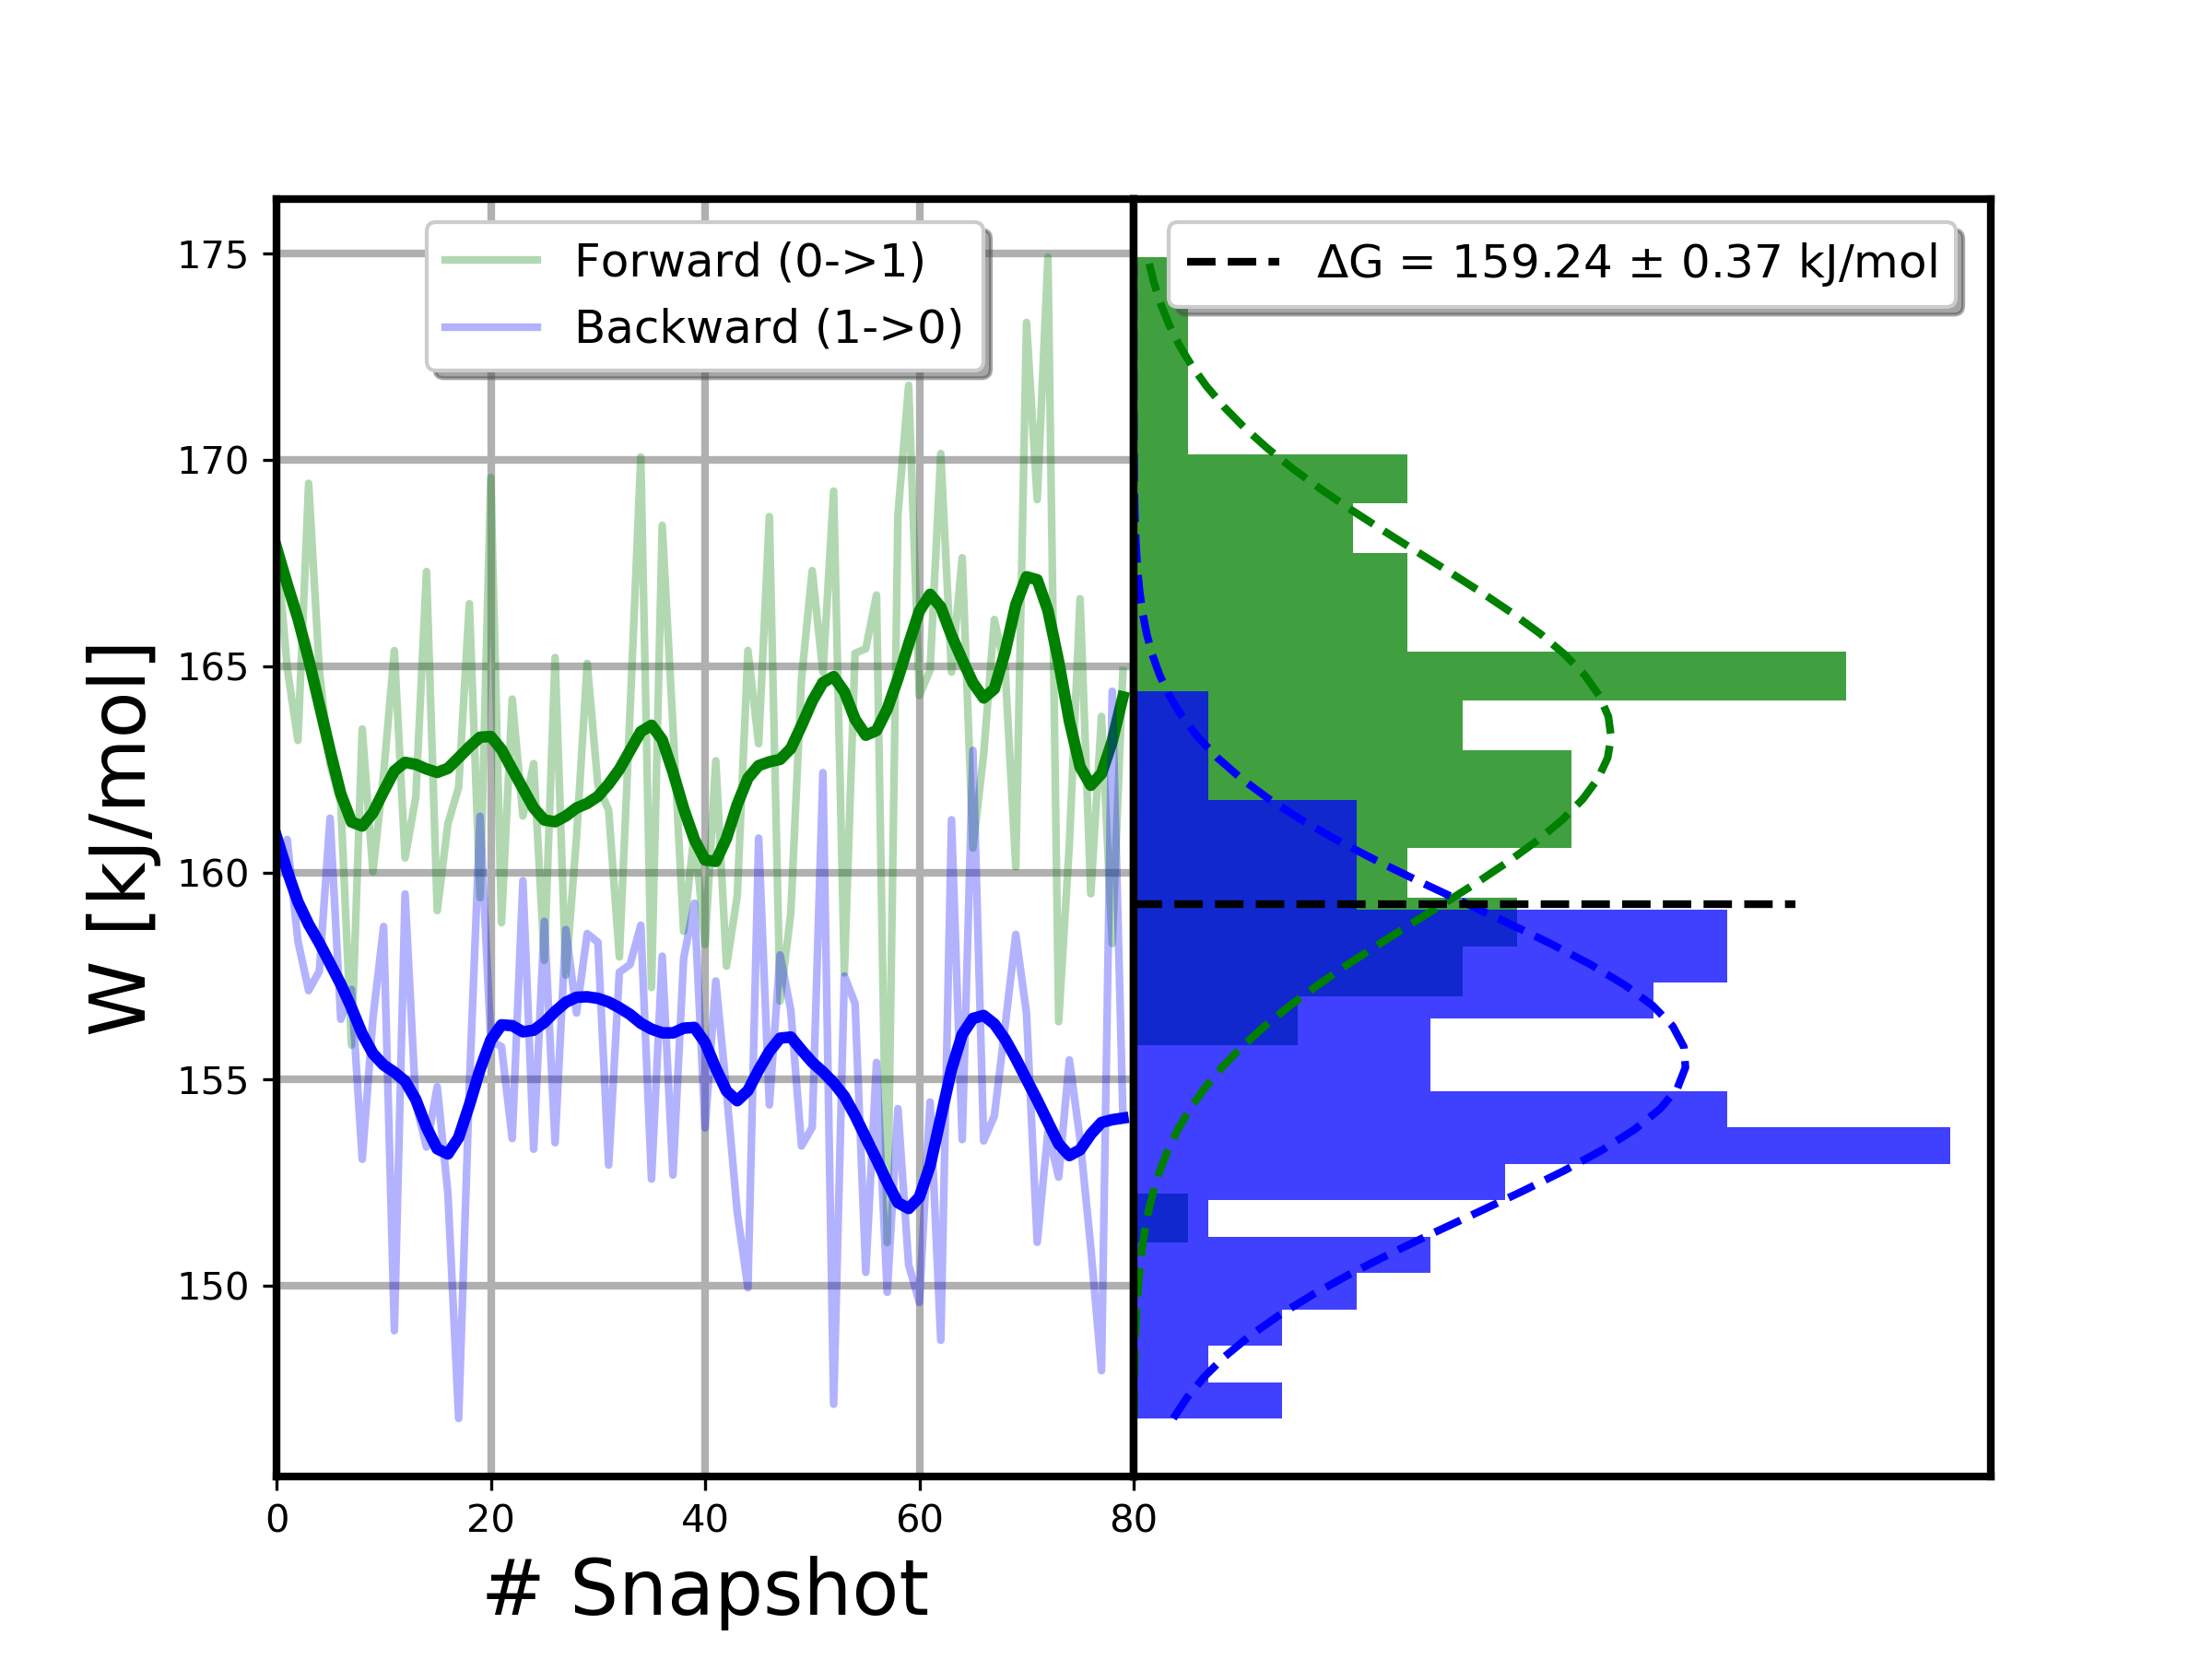 Forward (0->1)
Backward (1->0)
ΔG = 159.24 ± 0.37 kJ/mol
W [kJ/mol]
175
170
165
160
155
150
0 20 40 60 80
# Snapshot